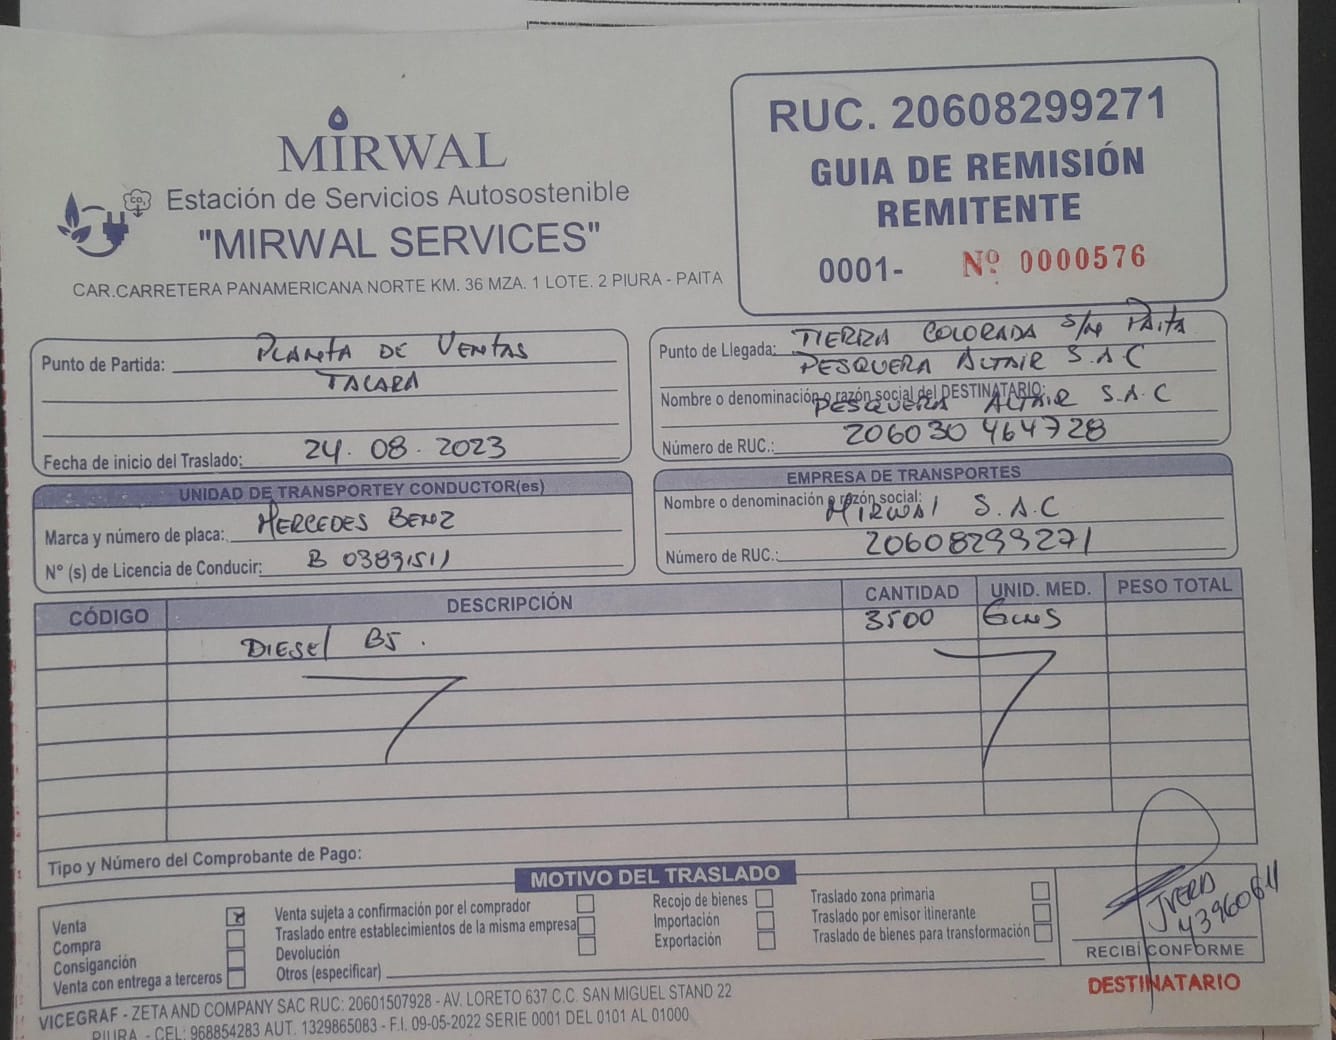 MIRWAL
CO₂
Estación de Servicios Autosostenible
"MIRWAL SERVICES"
CAR.CARRETERA PANAMERICANA NORTE KM. 36 MZA. 1 LOTE. 2 PIURA - PAITA
RUC. 20608299271
GUIA DE REMISIÓN
REMITENTE
0001- Nº 0000576
Punto de Partida: PLANTA DE VENTAS
TALARA
Fecha de inicio del Traslado: 24.08.2023
Punto de Llegada: TIERRA COLORADA S/N PAITA
PESQUERA ALTAIR S.A.C
Nombre o denominación o razón social del DESTINATARIO:
PESQUERA ALTAIR S.A.C
Número de RUC.: 206030464728
UNIDAD DE TRANSPORTEY CONDUCTOR(es)
Marca y número de placa: MERCEDES BENZ
N° (s) de Licencia de Conducir: B 03839511
EMPRESA DE TRANSPORTES
Nombre o denominación o razón social:
MIRWAL S.A.C
Número de RUC.: 20608299271
CÓDIGO DESCRIPCIÓN CANTIDAD UNID. MED. PESO TOTAL
DIESEL B5. 3500 GLNS
Tipo y Número del Comprobante de Pago:
MOTIVO DEL TRASLADO
Venta x
Compra
Consiganción
Venta con entrega a terceros
Venta sujeta a confirmación por el comprador
Traslado entre establecimientos de la misma empresa
Devolución
Otros (especificar)
Recojo de bienes
Importación
Exportación
Traslado zona primaria
Traslado por emisor itinerante
Traslado de bienes para transformación
JVERA
43960611
RECIBÍ CONFORME
DESTINATARIO
VICEGRAF - ZETA AND COMPANY SAC RUC: 20601507928 - AV. LORETO 637 C.C. SAN MIGUEL STAND 22
PIURA - CEL: 968854283 AUT. 1329865083 - F.I. 09-05-2022 SERIE 0001 DEL 0101 AL 01000